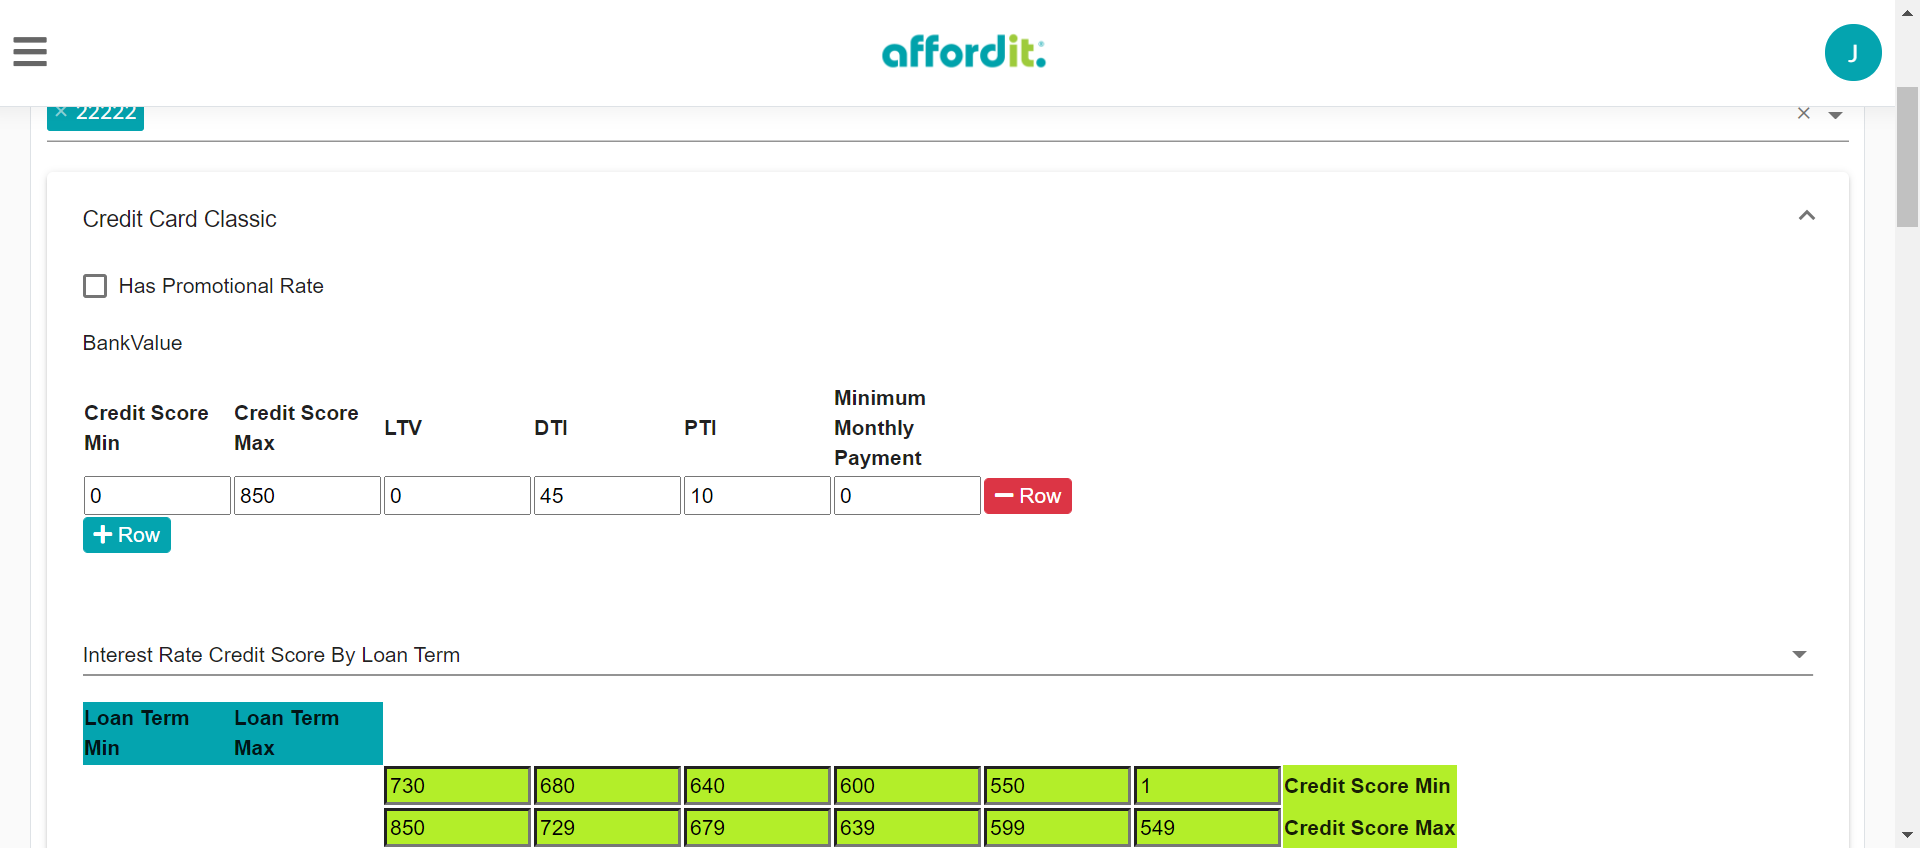 affordit:
J
× 22222
Credit Card Classic
Has Promotional Rate
BankValue
Credit Score Min
Credit Score Max
LTV
DTI
PTI
Minimum Monthly Payment
0 850 0 45 10 0 Row
Row
Interest Rate Credit Score By Loan Term
Loan Term Min
Loan Term Max
730 680 640 600 550 1 Credit Score Min
850 729 679 639 599 549 Credit Score Max